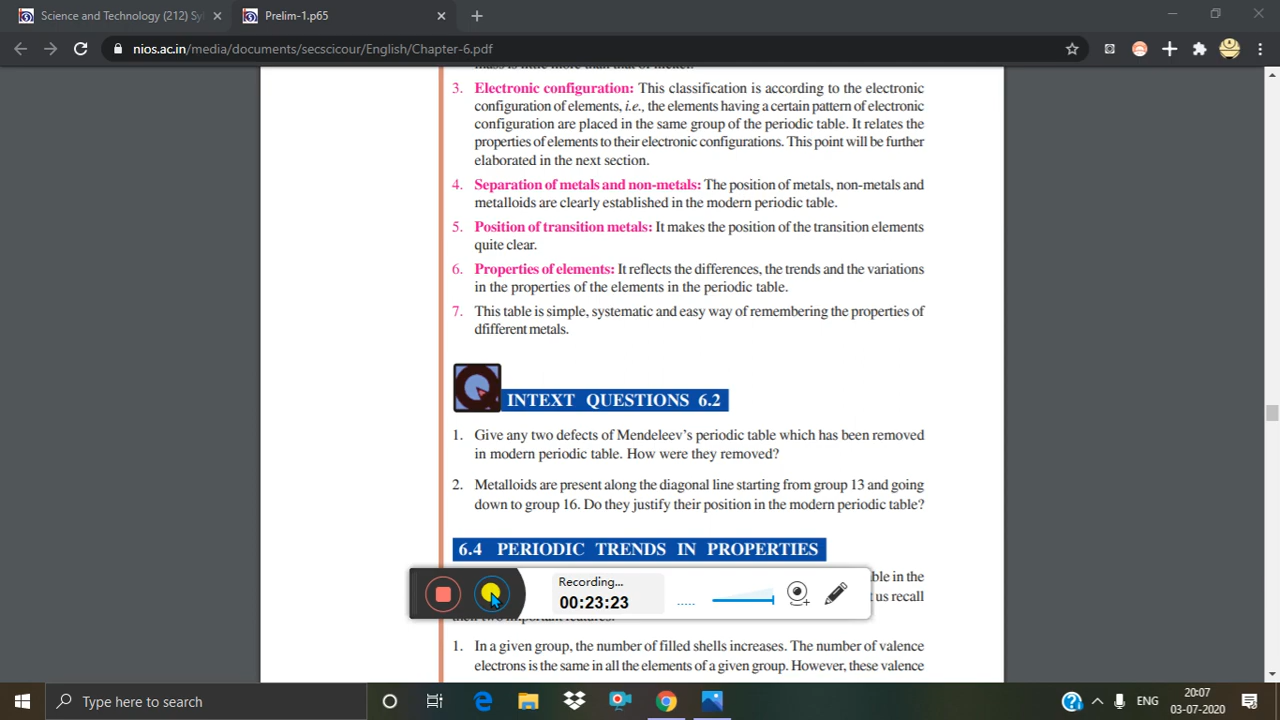 Science and Technology (212) Sy
Prelim-1.p65
nios.ac.in/media/documents/secscicour/English/Chapter-6.pdf
mass is little more than that of nickel.
3. Electronic configuration: This classification is according to the electronic
configuration of elements, i.e., the elements having a certain pattern of electronic
configuration are placed in the same group of the periodic table. It relates the
properties of elements to their electronic configurations. This point will be further
elaborated in the next section.
4. Separation of metals and non-metals: The position of metals, non-metals and
metalloids are clearly established in the modern periodic table.
5. Position of transition metals: It makes the position of the transition elements
quite clear.
6. Properties of elements: It reflects the differences, the trends and the variations
in the properties of the elements in the periodic table.
7. This table is simple, systematic and easy way of remembering the properties of
dfifferent metals.
INTEXT QUESTIONS 6.2
1. Give any two defects of Mendeleev's periodic table which has been removed
in modern periodic table. How were they removed?
2. Metalloids are present along the diagonal line starting from group 13 and going
down to group 16. Do they justify their position in the modern periodic table?
6.4 PERIODIC TRENDS IN PROPERTIES
ble in the
us recall
their two important features.
Recording...
00:23:23
1. In a given group, the number of filled shells increases. The number of valence
electrons is the same in all the elements of a given group. However, these valence
Type here to search
ENG
20:07
03-07-2020